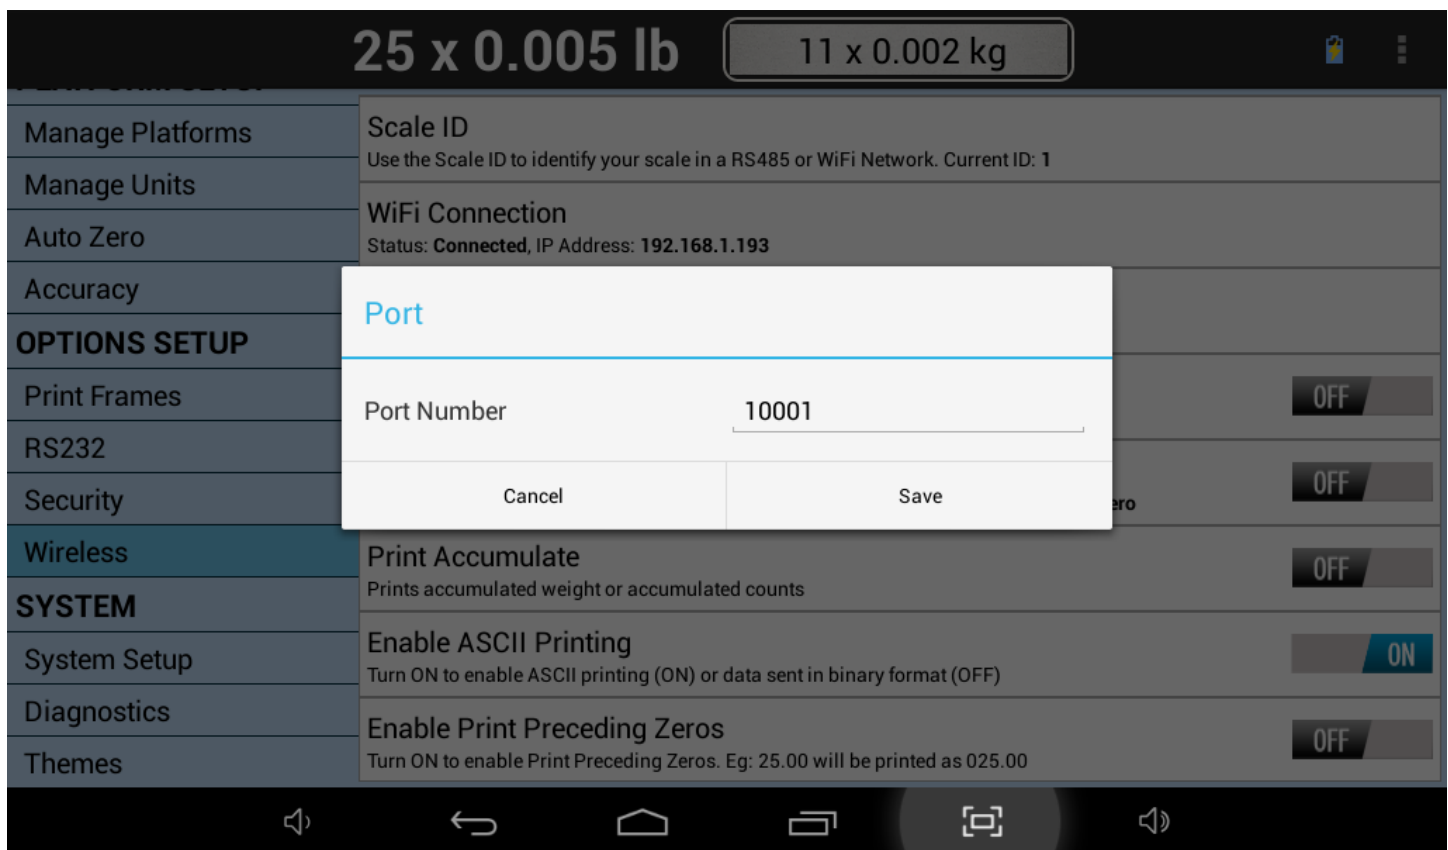 25 x 0.005 lb
11 x 0.002 kg
Manage Platforms
Manage Units
Auto Zero
Accuracy
OPTIONS SETUP
Print Frames
RS232
Security
Wireless
SYSTEM
System Setup
Diagnostics
Themes
Scale ID
Use the Scale ID to identify your scale in a RS485 or WiFi Network. Current ID: 1
WiFi Connection
Status: Connected, IP Address: 192.168.1.193
Port
Port Number
10001
Cancel
Save
OFF
OFF
ero
Print Accumulate
Prints accumulated weight or accumulated counts
OFF
Enable ASCII Printing
Turn ON to enable ASCII printing (ON) or data sent in binary format (OFF)
ON
Enable Print Preceding Zeros
Turn ON to enable Print Preceding Zeros. Eg: 25.00 will be printed as 025.00
OFF